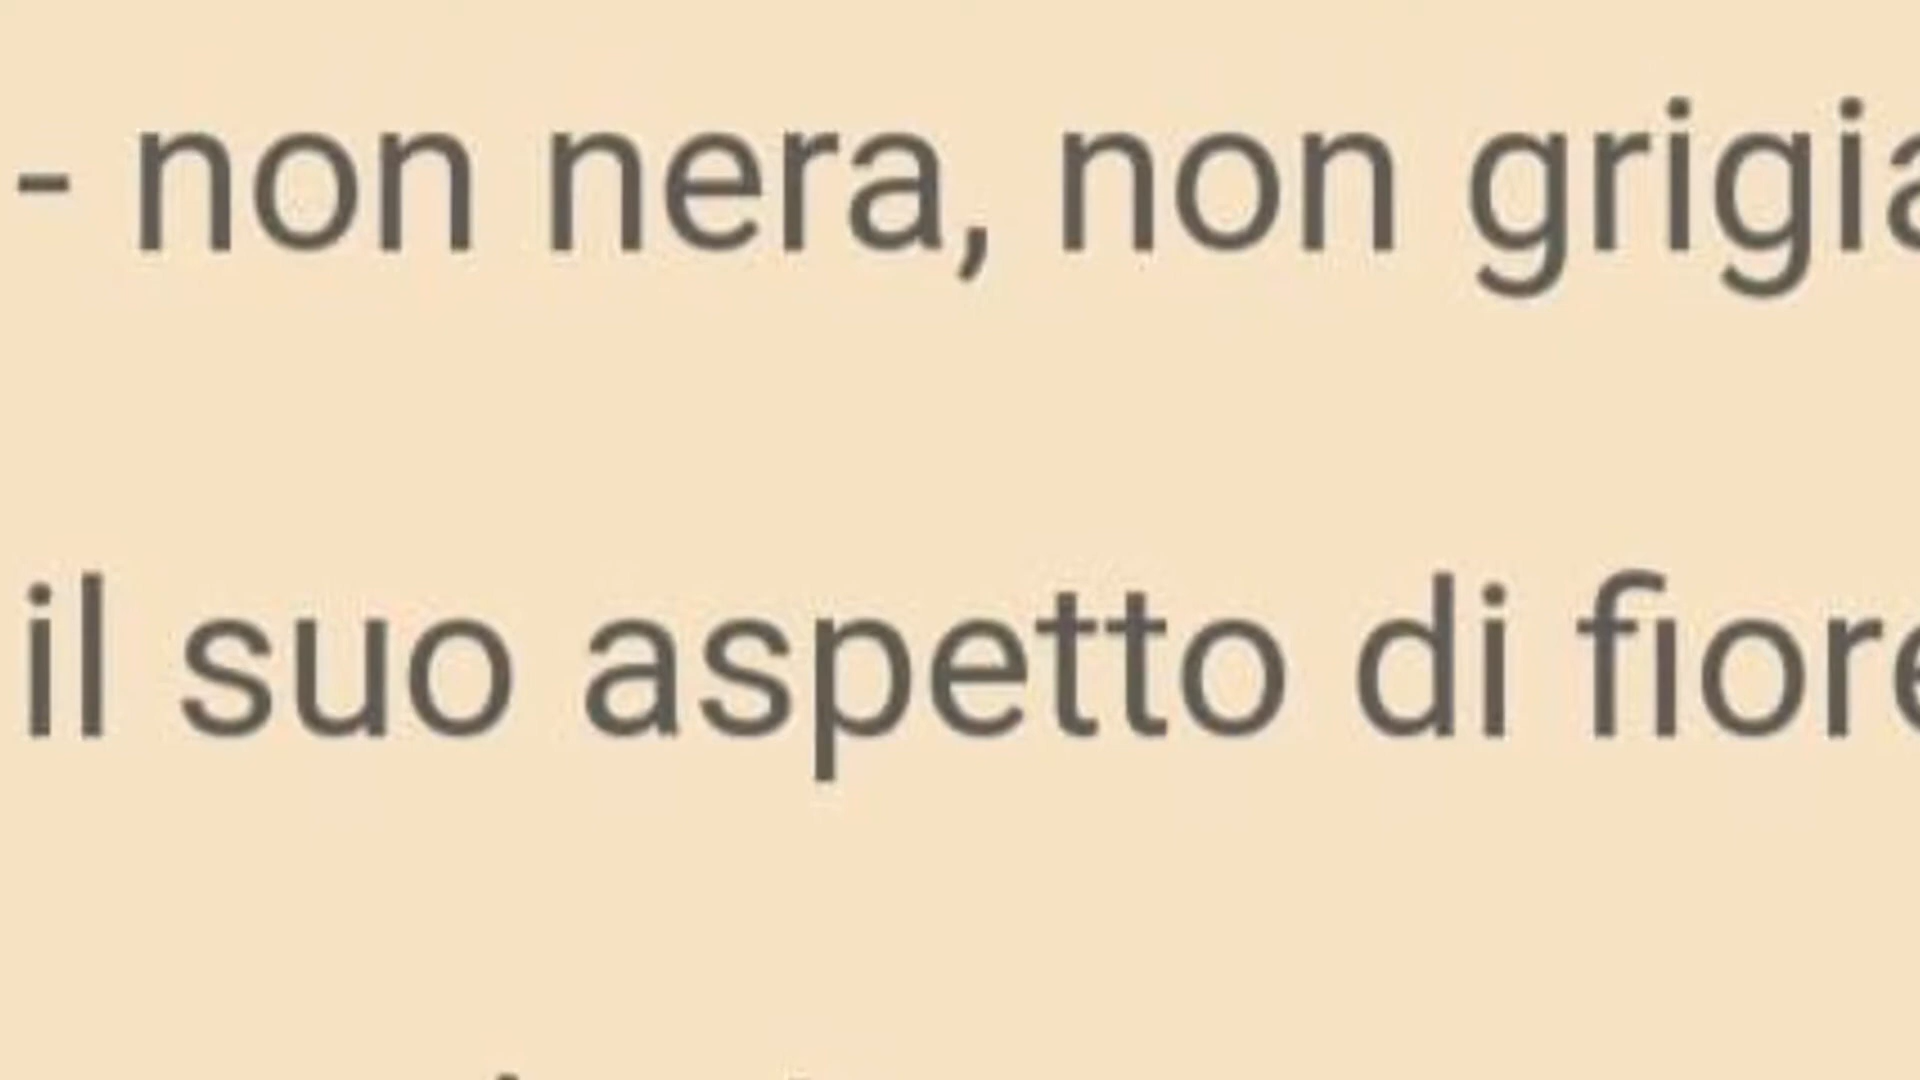 - non nera, non grigia
il suo aspetto di fiore